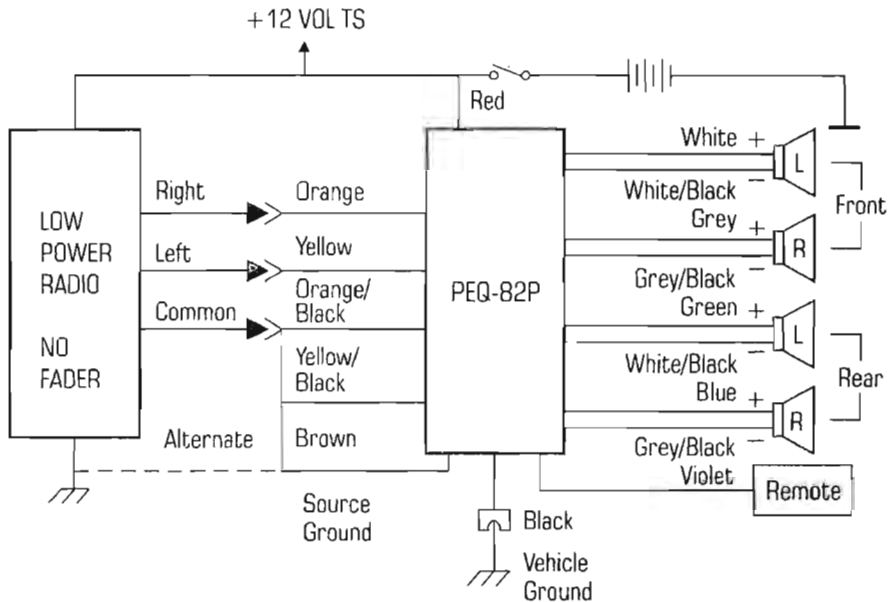 +12 VOL TS
Red
LOW
POWER
RADIO
NO
FADER
Right
Left
Common
Alternate
Orange
Yellow
Orange/
Black
Yellow/
Black
Brown
Source
Ground
PEQ-82P
White +
L
White/Black –
Grey +
R
Grey/Black –
Front
Green +
L
White/Black –
Blue +
R
Grey/Black –
Rear
Violet
Remote
Black
Vehicle
Ground